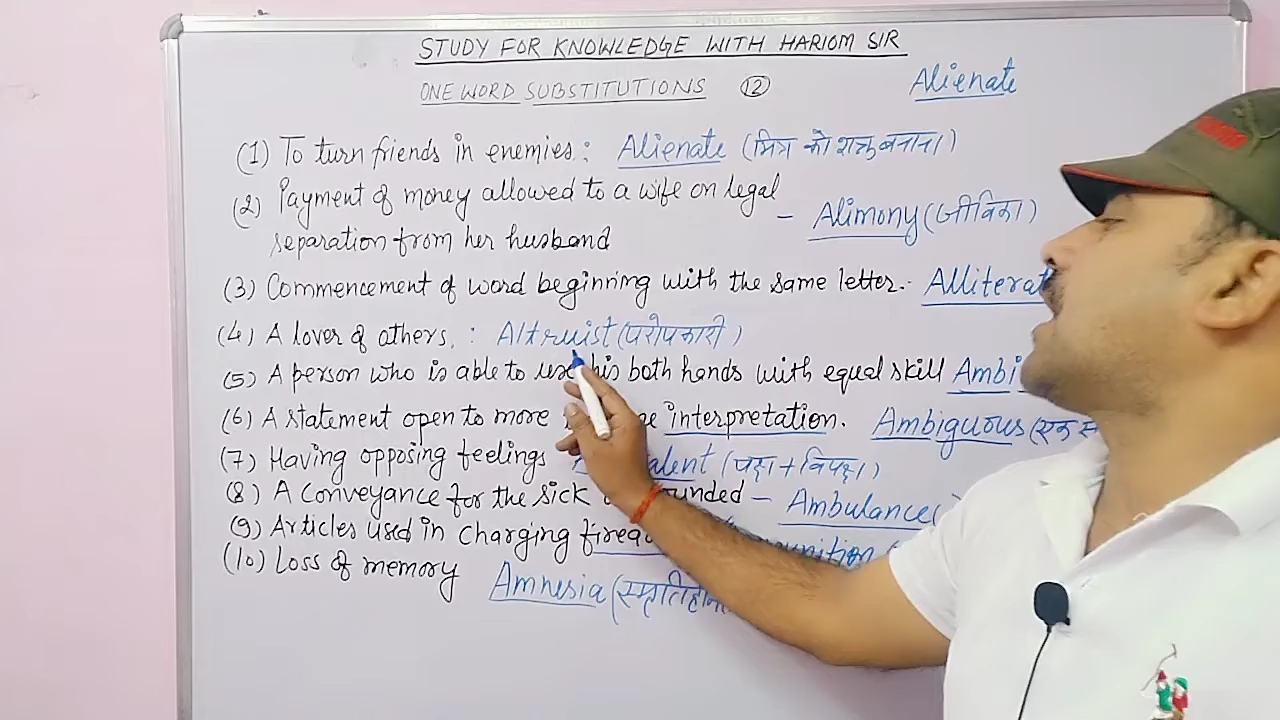 STUDY FOR KNOWLEDGE WITH HARIOM SIR
ONE WORD SUBSTITUTIONS (12)
Alienate
(1) To turn friends in enemies: Alienate (मित्र को शत्रु बनाना)
(2) Payment of money allowed to a wife on legal
separation from her husband - Alimony (जीविका)
(3) Commencement of word beginning with the same letter.- Alliterat
(4) A lover of others. : Altruist (परोपकारी)
(5) A person who is able to use his both hands with equal skill Ambi
(6) A statement open to more interpretation. Ambiguous (एक
(7) Having opposing feelings alent (पक्ष + विपक्ष)
(8) A Conveyance for the sick wounded - Ambulance (
(9) Articles used in charging firea unition (
(10) Loss of memory Amnesia (स्मृतिहीनता